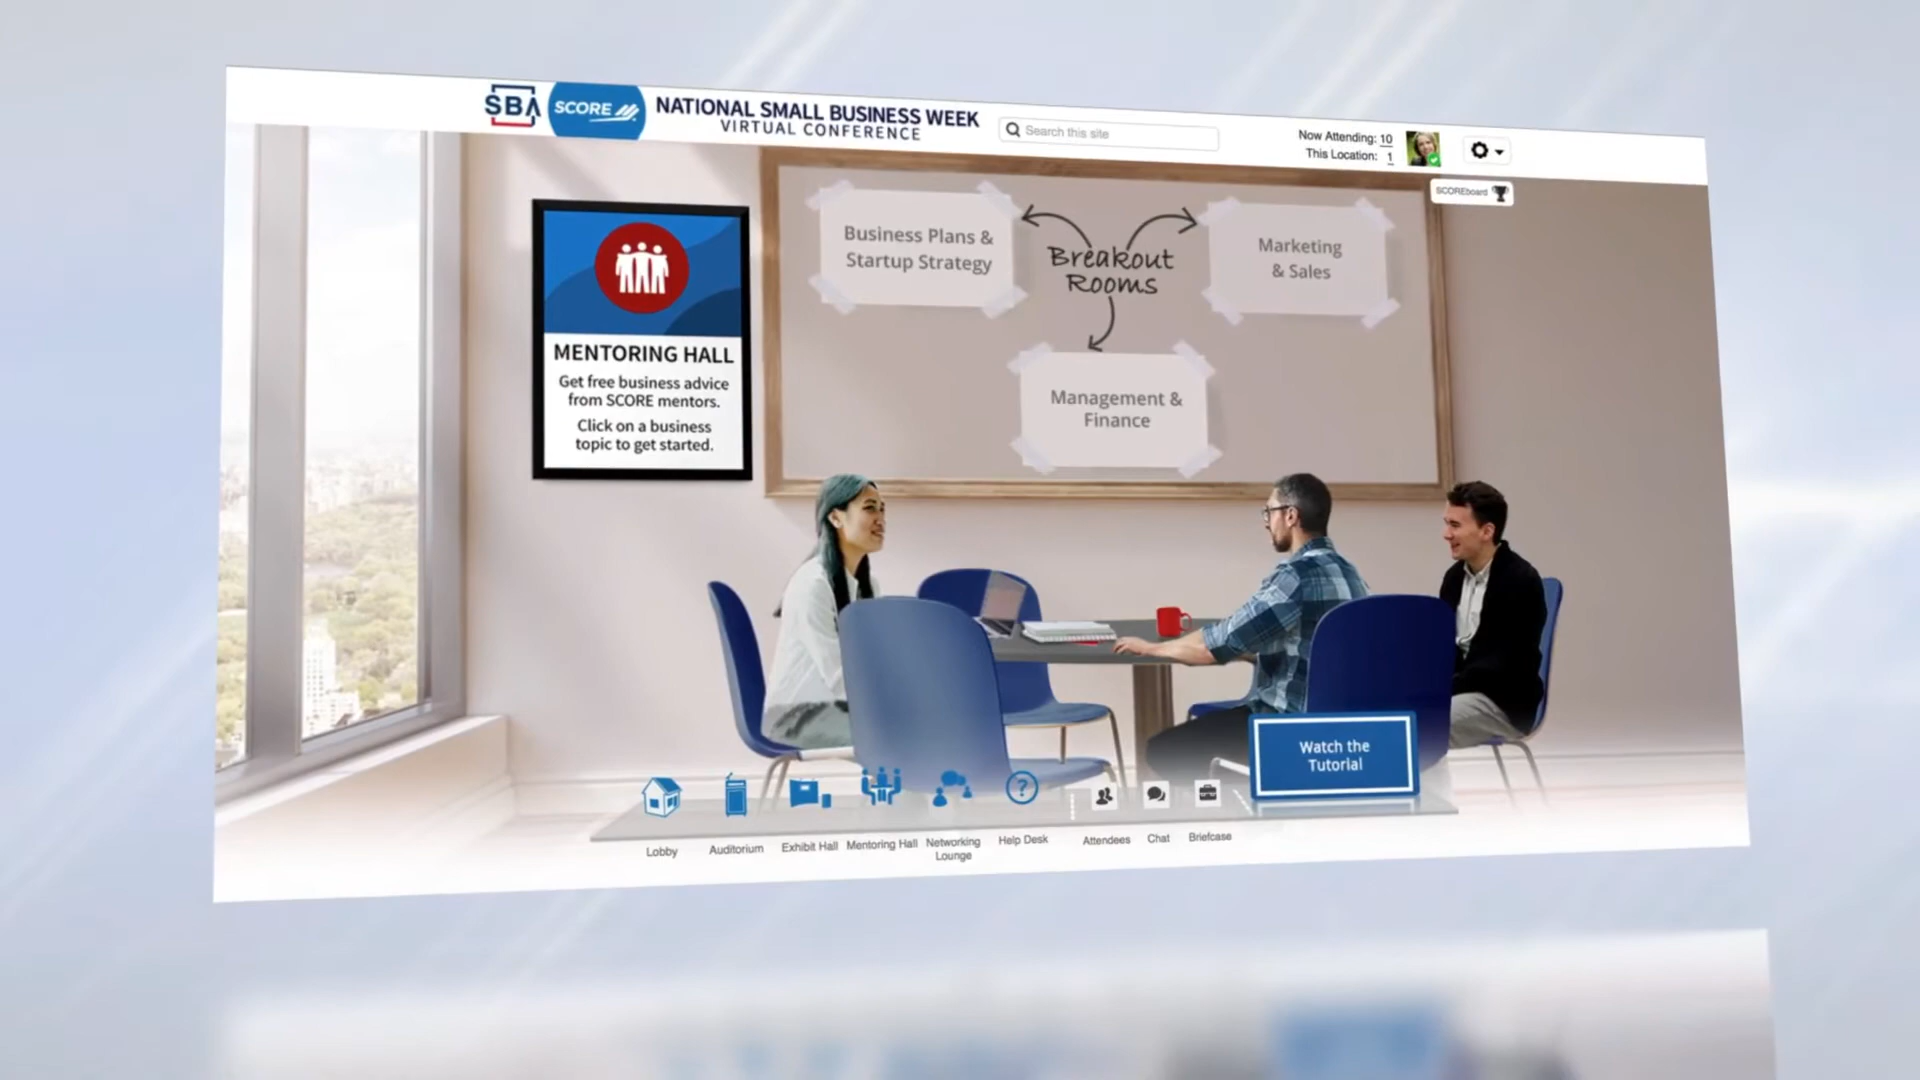 SBA
SCORE
NATIONAL SMALL BUSINESS WEEK
VIRTUAL CONFERENCE
Search this site
Now Attending: 10
This Location: 1
SCOREboard
MENTORING HALL
Get free business advice
from SCORE mentors.
Click on a business
topic to get started.
Business Plans &
Startup Strategy
Breakout
Rooms
Marketing
& Sales
Management &
Finance
Watch the
Tutorial
?
Lobby
Auditorium
Exhibit Hall
Mentoring Hall
Networking
Lounge
Help Desk
Attendees
Chat
Briefcase